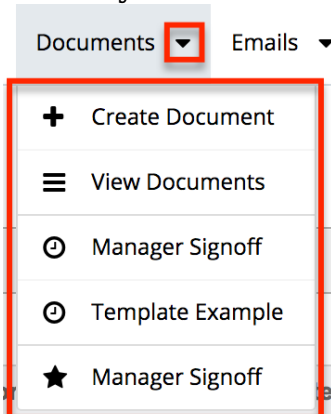 Documents Emails
Create Document
View Documents
Manager Signoff
Template Example
Manager Signoff